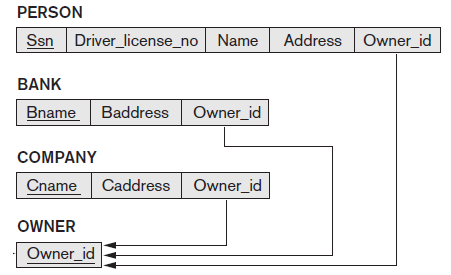 PERSON
Ssn Driver_license_no Name Address Owner_id
BANK
Bname Baddress Owner_id
COMPANY
Cname Caddress Owner_id
OWNER
Owner_id